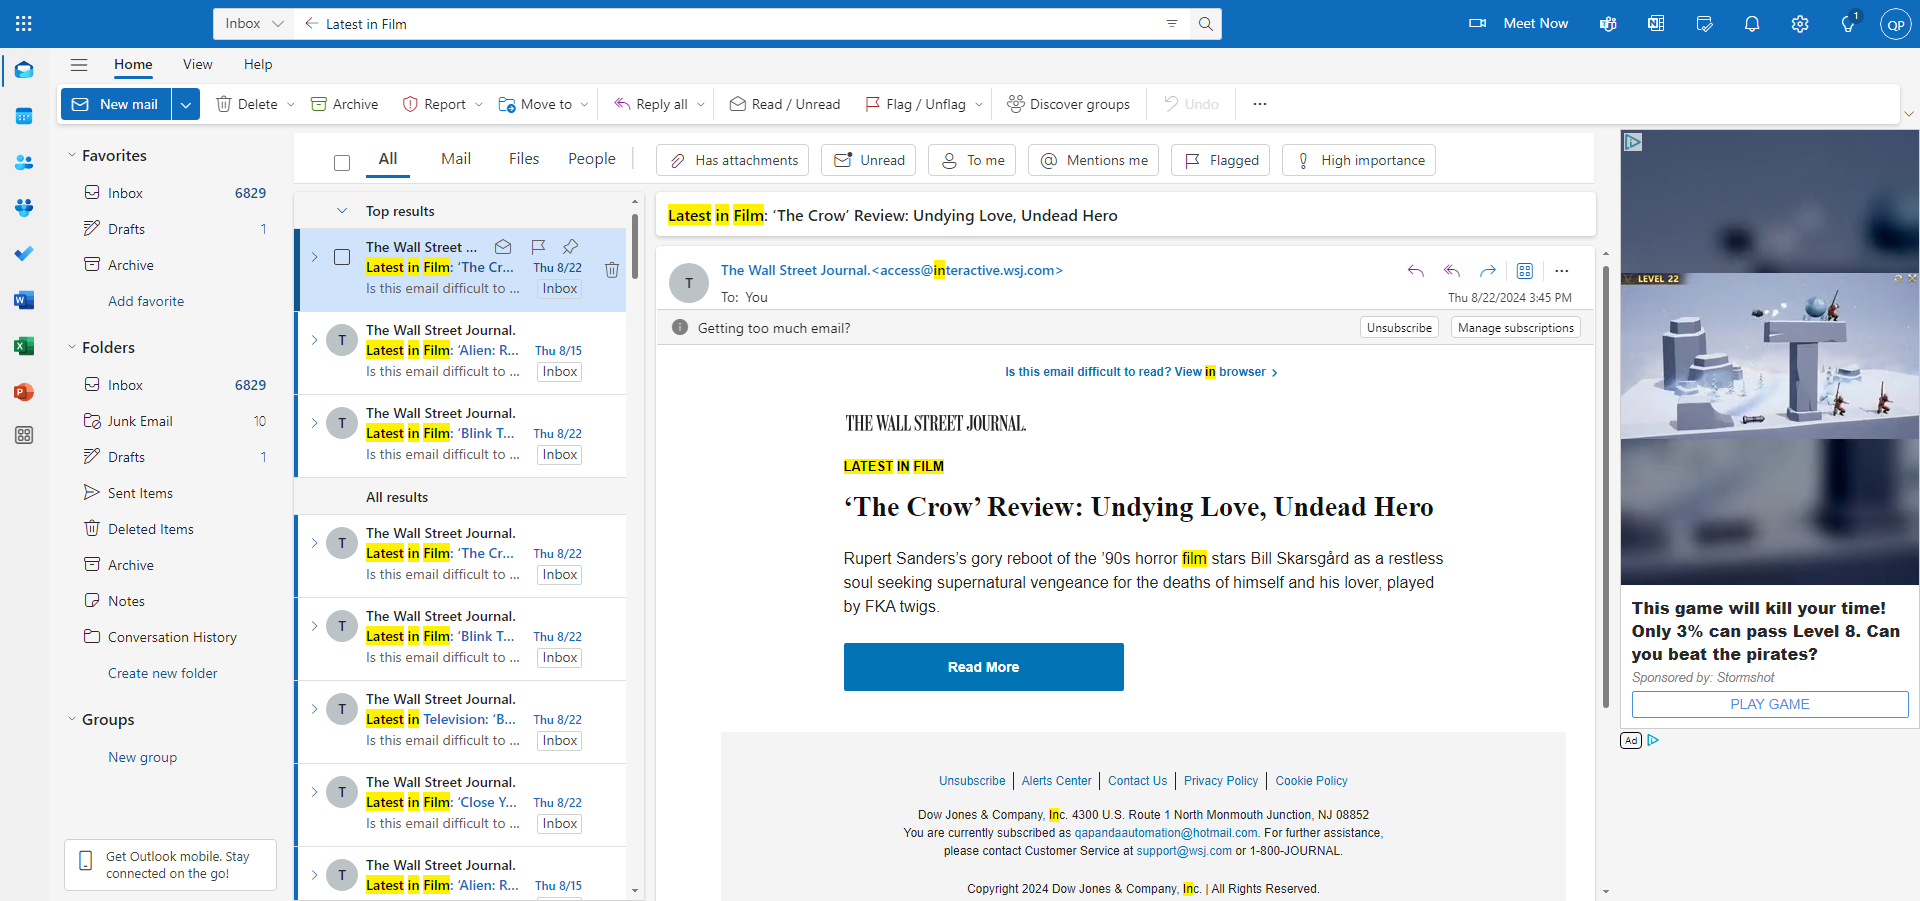 Inbox
Latest in Film
Meet Now
1
QP
Home
View
Help
New mail
Delete
Archive
Report
Move to
Reply all
Read / Unread
Flag / Unflag
Discover groups
Undo
Favorites
Inbox 6829
Drafts 1
Archive
Add favorite
Folders
Inbox 6829
Junk Email 10
Drafts 1
Sent Items
Deleted Items
Archive
Notes
Conversation History
Create new folder
Groups
New group
Get Outlook mobile. Stay
connected on the go!
All
Mail
Files
People
Has attachments
Unread
To me
Mentions me
Flagged
High importance
Top results
The Wall Street ...
Latest in Film: ‘The Cr... Thu 8/22
Is this email difficult to ... Inbox
T
The Wall Street Journal.
Latest in Film: ‘Alien: R... Thu 8/15
Is this email difficult to ... Inbox
T
The Wall Street Journal.
Latest in Film: ‘Blink T... Thu 8/22
Is this email difficult to ... Inbox
All results
T
The Wall Street Journal.
Latest in Film: ‘The Cr... Thu 8/22
Is this email difficult to ... Inbox
T
The Wall Street Journal.
Latest in Film: ‘Blink T... Thu 8/22
Is this email difficult to ... Inbox
T
The Wall Street Journal.
Latest in Television: ‘B... Thu 8/22
Is this email difficult to ... Inbox
T
The Wall Street Journal.
Latest in Film: ‘Close Y... Thu 8/22
Is this email difficult to ... Inbox
T
The Wall Street Journal.
Latest in Film: ‘Alien: R... Thu 8/15
Latest in Film: ‘The Crow’ Review: Undying Love, Undead Hero
T
The Wall Street Journal.<access@interactive.wsj.com>
To: You
Thu 8/22/2024 3:45 PM
Getting too much email?
Unsubscribe
Manage subscriptions
Is this email difficult to read? View in browser
THE WALL STREET JOURNAL.
LATEST IN FILM
‘The Crow’ Review: Undying Love, Undead Hero
Rupert Sanders’s gory reboot of the ’90s horror film stars Bill Skarsgård as a restless
soul seeking supernatural vengeance for the deaths of himself and his lover, played
by FKA twigs.
Read More
Unsubscribe | Alerts Center | Contact Us | Privacy Policy | Cookie Policy
Dow Jones & Company, Inc. 4300 U.S. Route 1 North Monmouth Junction, NJ 08852
You are currently subscribed as qapandaautomation@hotmail.com. For further assistance,
please contact Customer Service at support@wsj.com or 1-800-JOURNAL.
Copyright 2024 Dow Jones & Company, Inc. | All Rights Reserved.
LEVEL 22
This game will kill your time!
Only 3% can pass Level 8. Can
you beat the pirates?
Sponsored by: Stormshot
PLAY GAME
Ad